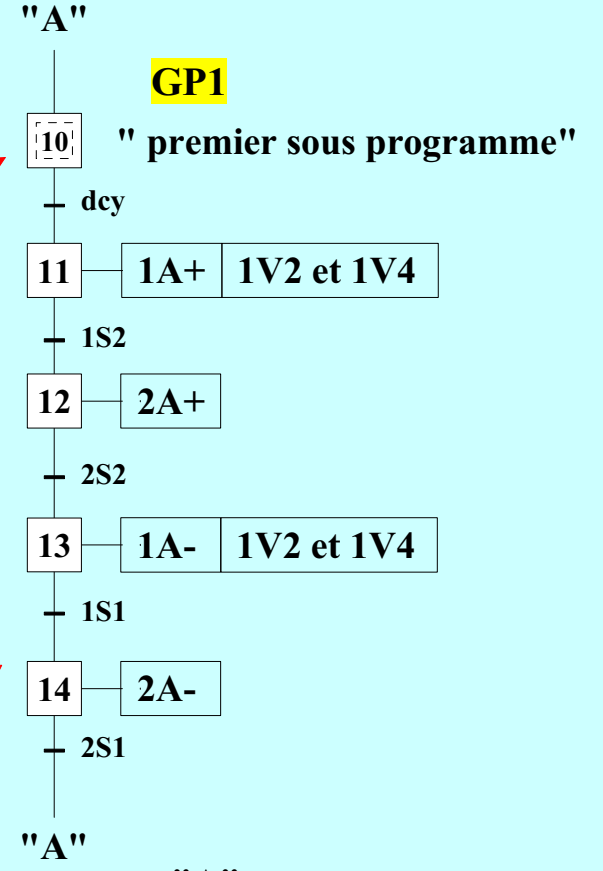 "A"
GP1
10 " premier sous programme"
dcy
11 1A+ 1V2 et 1V4
1S2
12 2A+
2S2
13 1A- 1V2 et 1V4
1S1
14 2A-
2S1
"A"